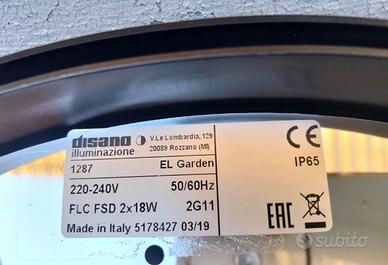 disano V.Le Lombardia, 129
illuminazione 20089 Rozzano (MI)
1287 EL Garden
220-240V 50/60Hz
FLC FSD 2x18W 2G11
Made in Italy 5178427 03/19
CE
IP65
EAC
subito